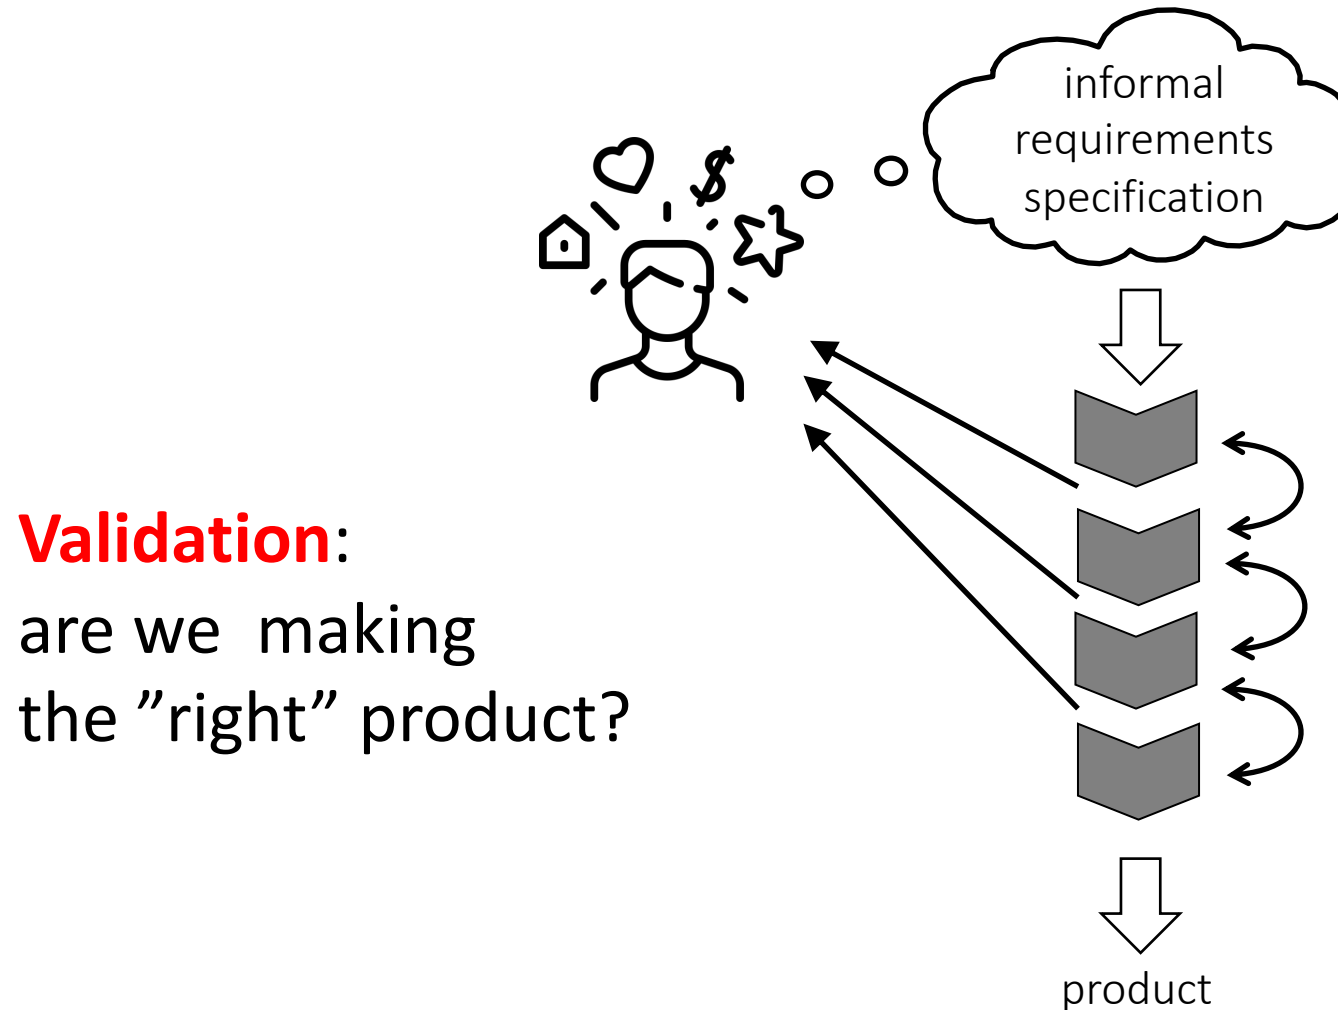 informal
requirements
specification
$
Validation:
are we  making
the ”right” product?
product